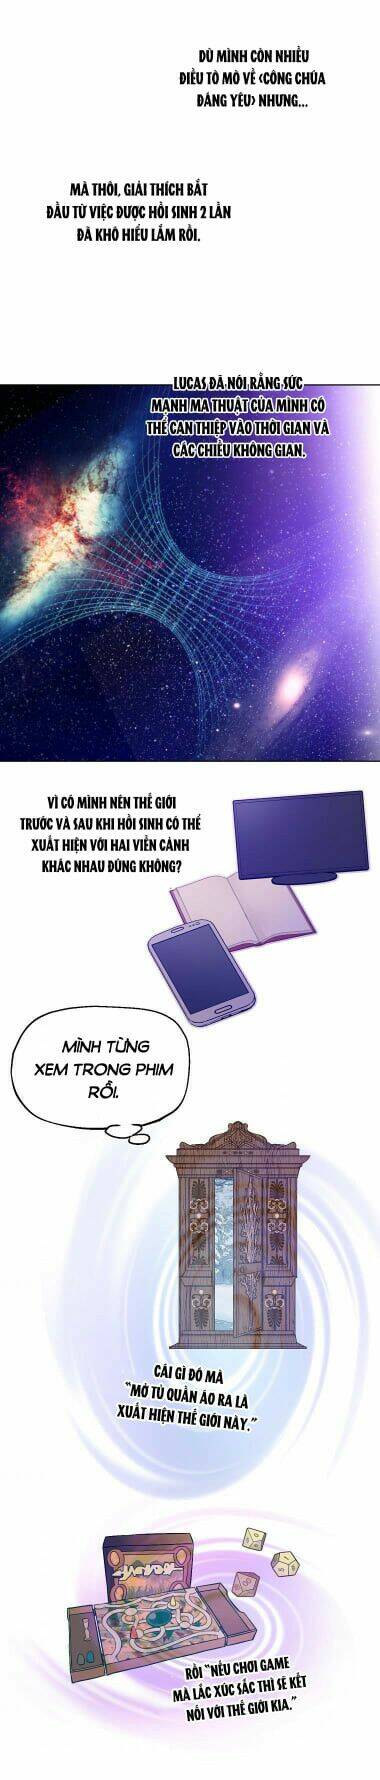 DÙ MÌNH CÒN NHIỀU
ĐIỀU TÒ MÒ VỀ <CÔNG CHÚA
ĐÁNG YÊU> NHƯNG...
MÀ THÔI, GIẢI THÍCH BẮT
ĐẦU TỪ VIỆC ĐƯỢC HỒI SINH 2 LẦN
ĐÃ KHÓ HIỂU LẮM RỒI.
LUCAS ĐÃ NÓI RẰNG SỨC
MẠNH MA THUẬT CỦA MÌNH CÓ
THỂ CAN THIỆP VÀO THỜI GIAN VÀ
CÁC CHIỀU KHÔNG GIAN.
VÌ CÓ MÌNH NÊN THẾ GIỚI
TRƯỚC VÀ SAU KHI HỒI SINH CÓ THỂ
XUẤT HIỆN VỚI HAI VIỄN CẢNH
KHÁC NHAU ĐÚNG KHÔNG?
MÌNH TỪNG
XEM TRONG PHIM
RỒI.
CÁI GÌ ĐÓ MÀ
"MỞ TỦ QUẦN ÁO RA LÀ
XUẤT HIỆN THẾ GIỚI NÀY."
RỒI "NẾU CHƠI GAME
MÀ LẮC XÚC SẮC THÌ SẼ KẾT
NỐI VỚI THẾ GIỚI KIA."